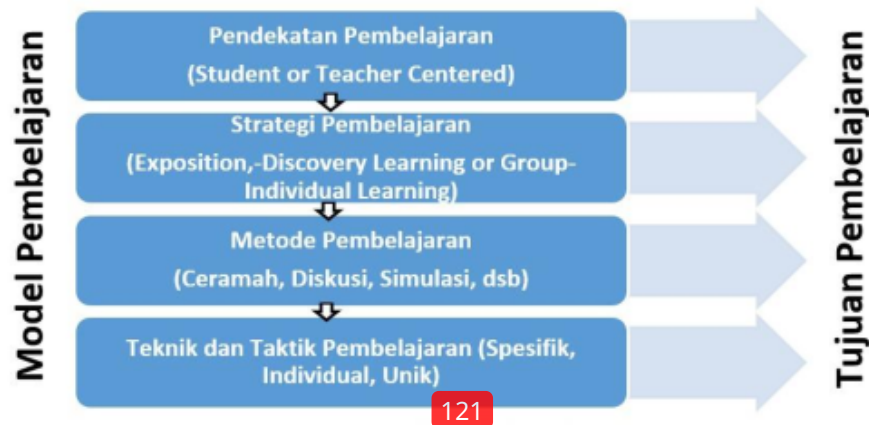 Model Pembelajaran
Pendekatan Pembelajaran
(Student or Teacher Centered)
Strategi Pembelajaran
(Exposition,-Discovery Learning or Group-
Individual Learning)
Metode Pembelajaran
(Ceramah, Diskusi, Simulasi, dsb)
Teknik dan Taktik Pembelajaran (Spesifik,
Individual, Unik)
121
Tujuan Pembelajaran